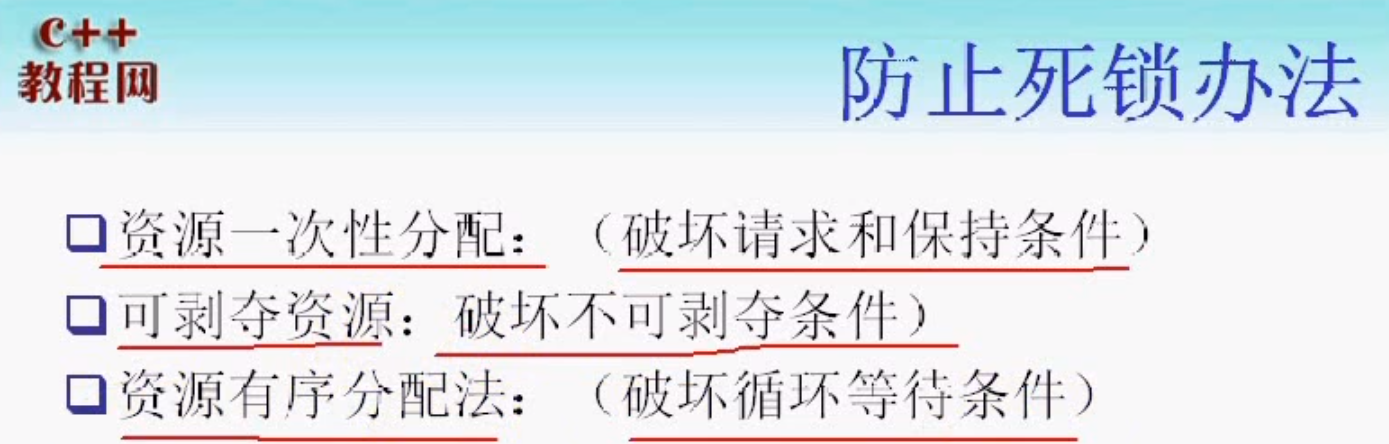 C++
教程网
防止死锁办法
资源一次性分配：（破坏请求和保持条件）
可剥夺资源：破坏不可剥夺条件）
资源有序分配法：（破坏循环等待条件）